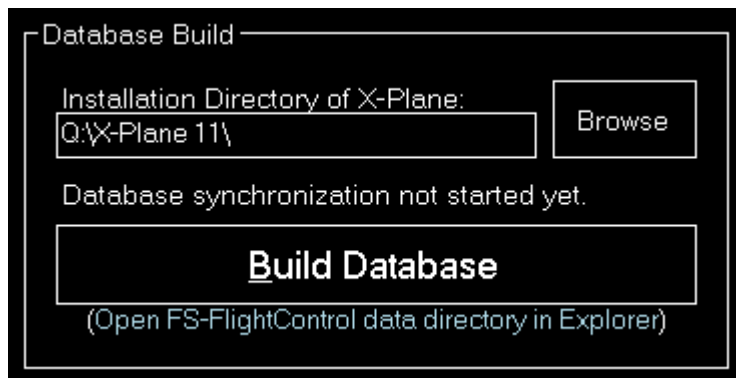 Database Build
Installation Directory of X-Plane:
Q:\X-Plane 11\
Browse
Database synchronization not started yet.
Build Database
(Open FS-FlightControl data directory in Explorer)